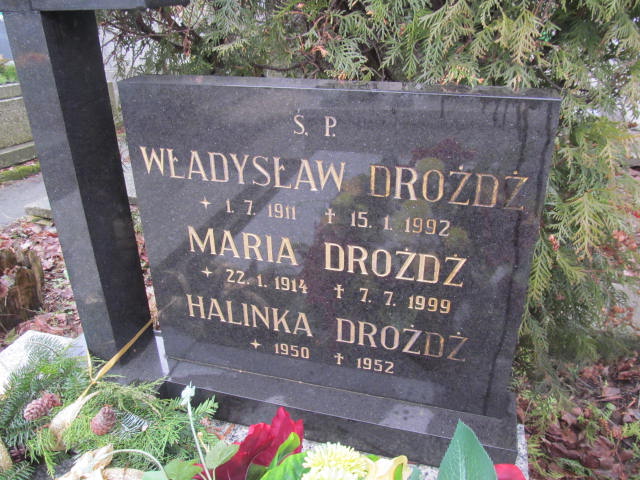 Ś. P.
WŁADYSŁAW DROŻDŻ
⋆ 1. 7. 1911 ✝ 15. 1. 1992
MARIA DROŻDŻ
⋆ 22. 1. 1914 ✝ 7. 7. 1999
HALINKA DROŻDŻ
⋆ 1950 ✝ 1952